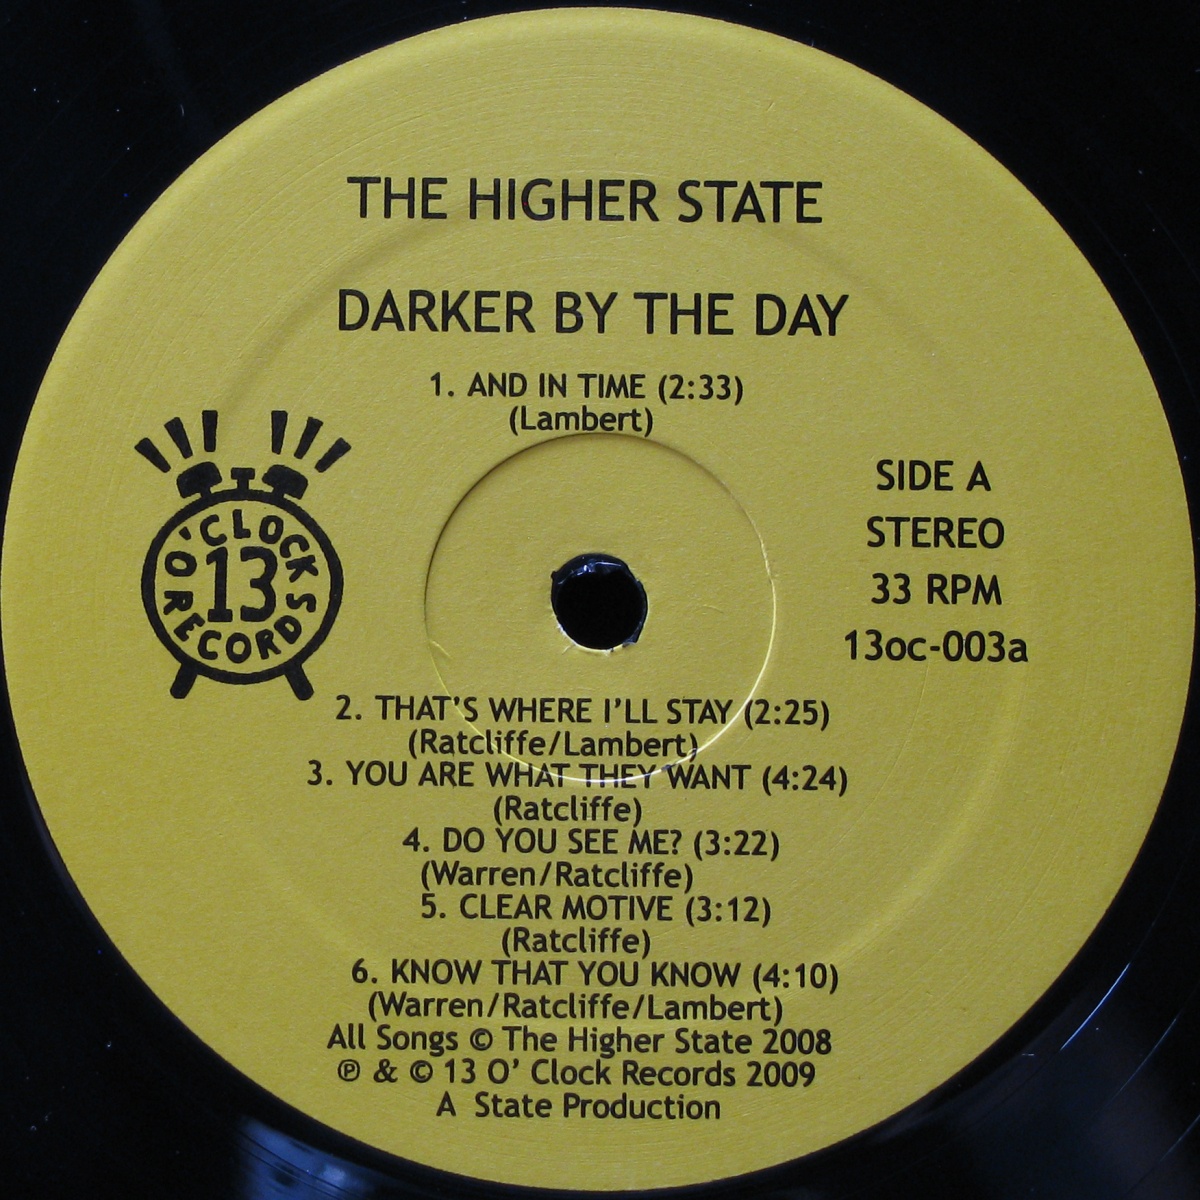 THE HIGHER STATE
DARKER BY THE DAY
1. AND IN TIME (2:33)
(Lambert)
O'CLOCK
13
RECORDS
SIDE A
STEREO
33 RPM
13oc-003a
2. THAT'S WHERE I'LL STAY (2:25)
(Ratcliffe/Lambert)
3. YOU ARE WHAT THEY WANT (4:24)
(Ratcliffe)
4. DO YOU SEE ME? (3:22)
(Warren/Ratcliffe)
5. CLEAR MOTIVE (3:12)
(Ratcliffe)
6. KNOW THAT YOU KNOW (4:10)
(Warren/Ratcliffe/Lambert)
All Songs © The Higher State 2008
℗ & © 13 O' Clock Records 2009
A State Production